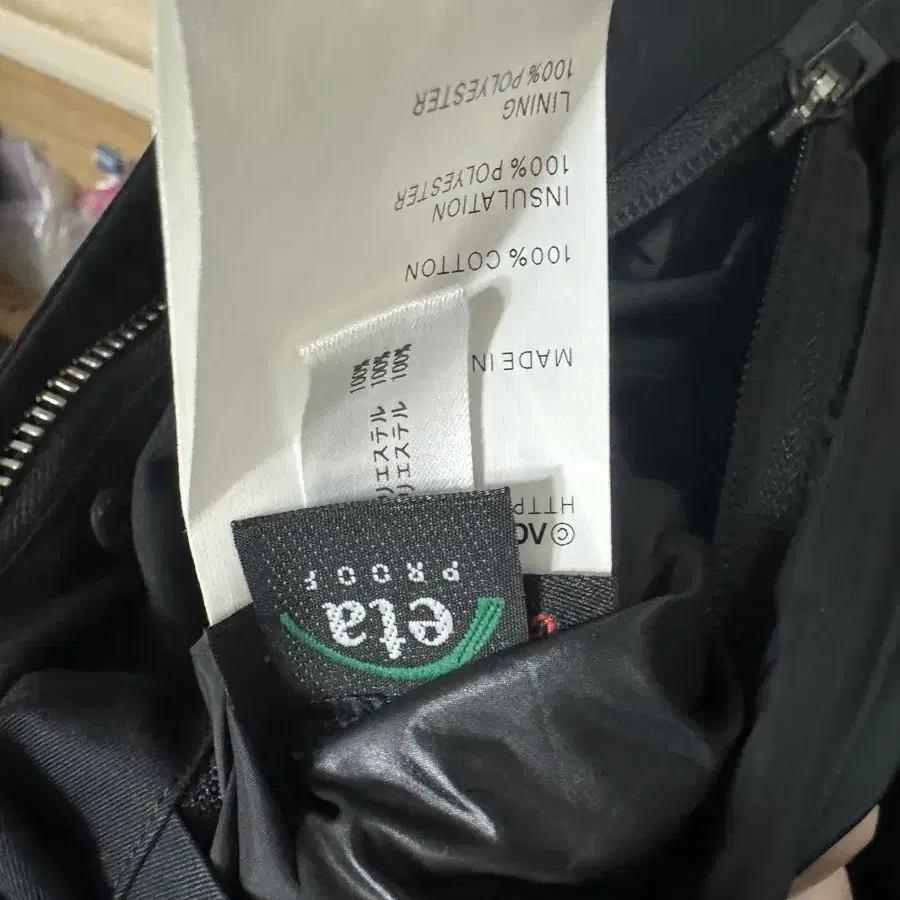 eta
PROOF
©AC
HTTP
MADE IN
100% COTTON
INSULATION
100% POLYESTER
LINING
100% POLYESTER
100%
リエステル 100%
リエステル 100%